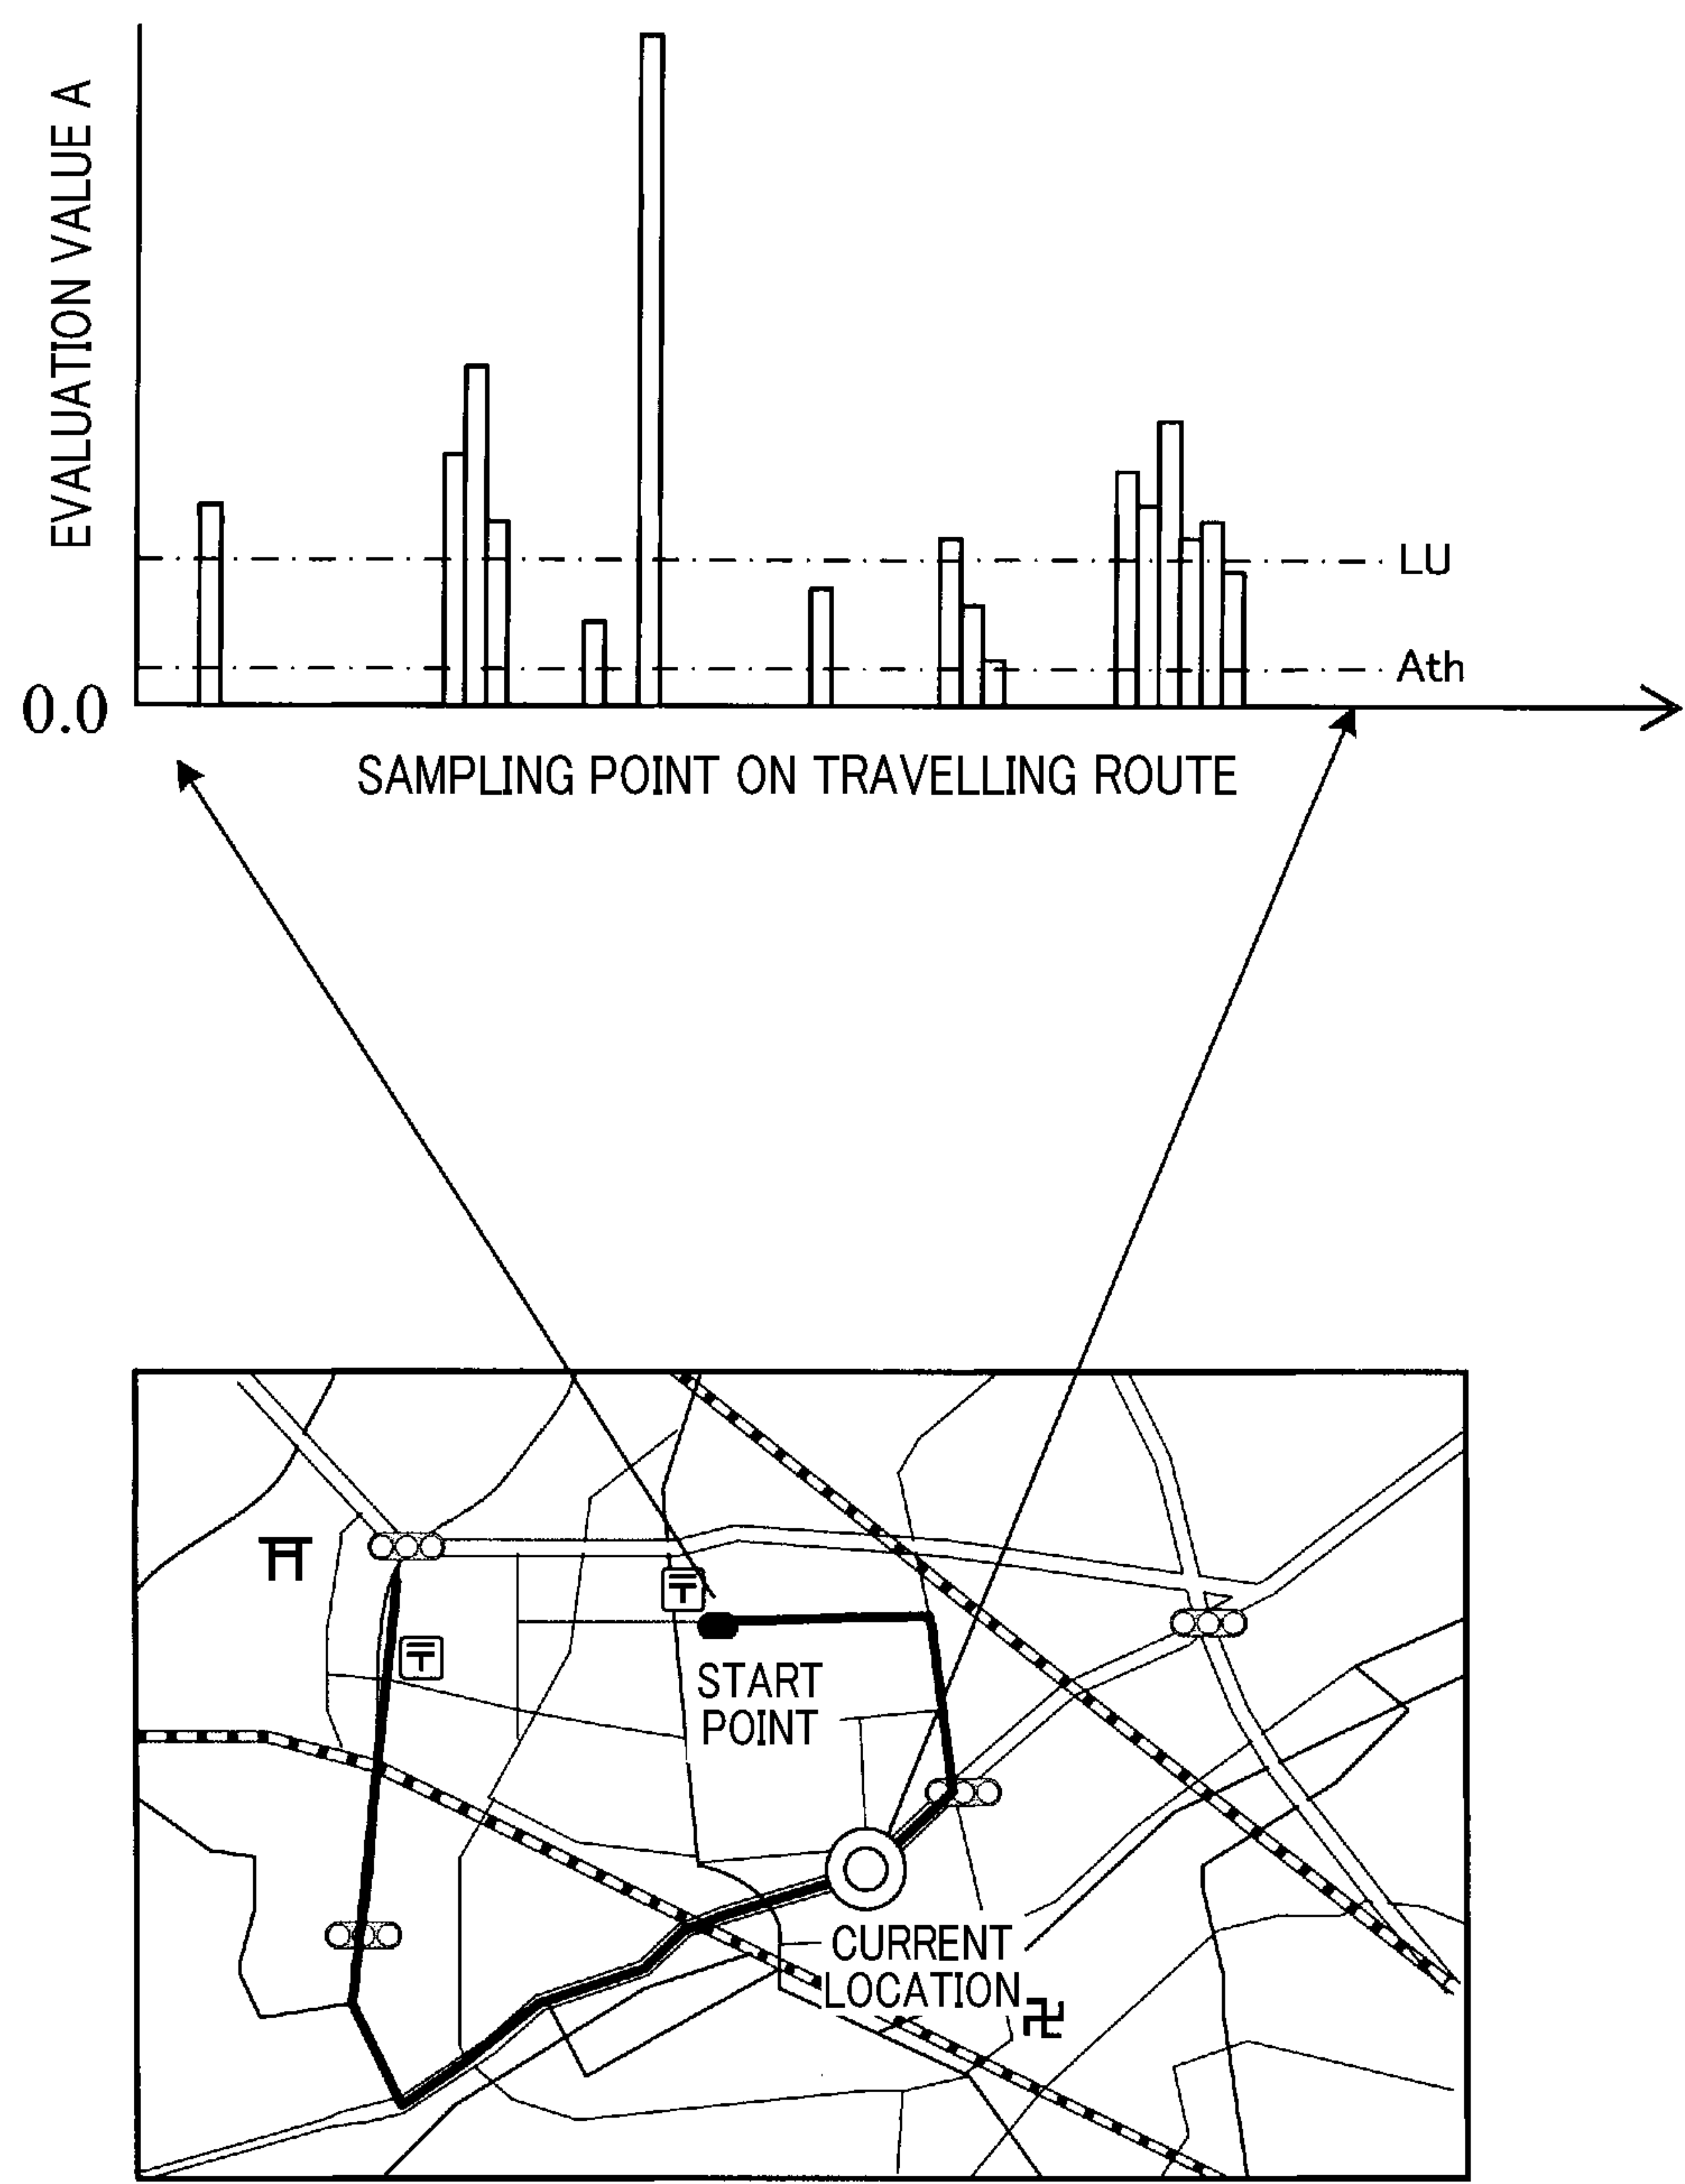 EVALUATION VALUE A
LU
Ath
0.0
SAMPLING POINT ON TRAVELLING ROUTE
START
POINT
CURRENT
LOCATION